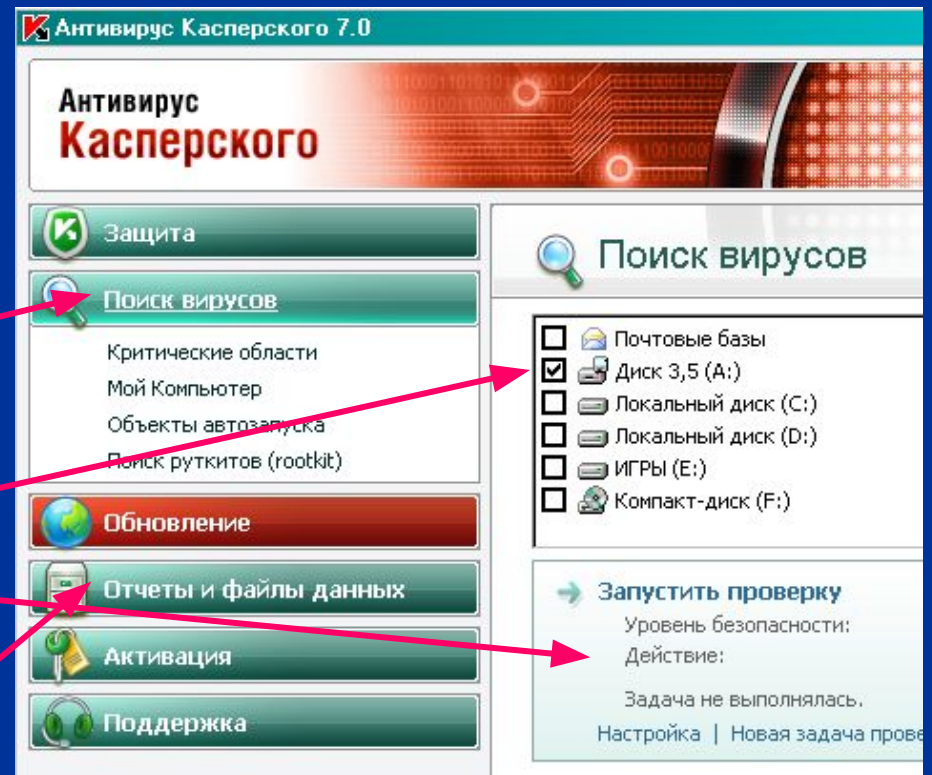 Антивирус Касперского 7.0
Антивирус
Касперского
Защита
Поиск вирусов
Критические области
Мой Компьютер
Объекты автозапуска
Поиск руткитов (rootkit)
Обновление
Отчеты и файлы данных
Активация
Поддержка
Поиск вирусов
Почтовые базы
Диск 3,5 (A:)
Локальный диск (C:)
Локальный диск (D:)
ИГРЫ (E:)
Компакт-диск (F:)
Запустить проверку
Уровень безопасности:
Действие:
Задача не выполнялась.
Настройка | Новая задача прове